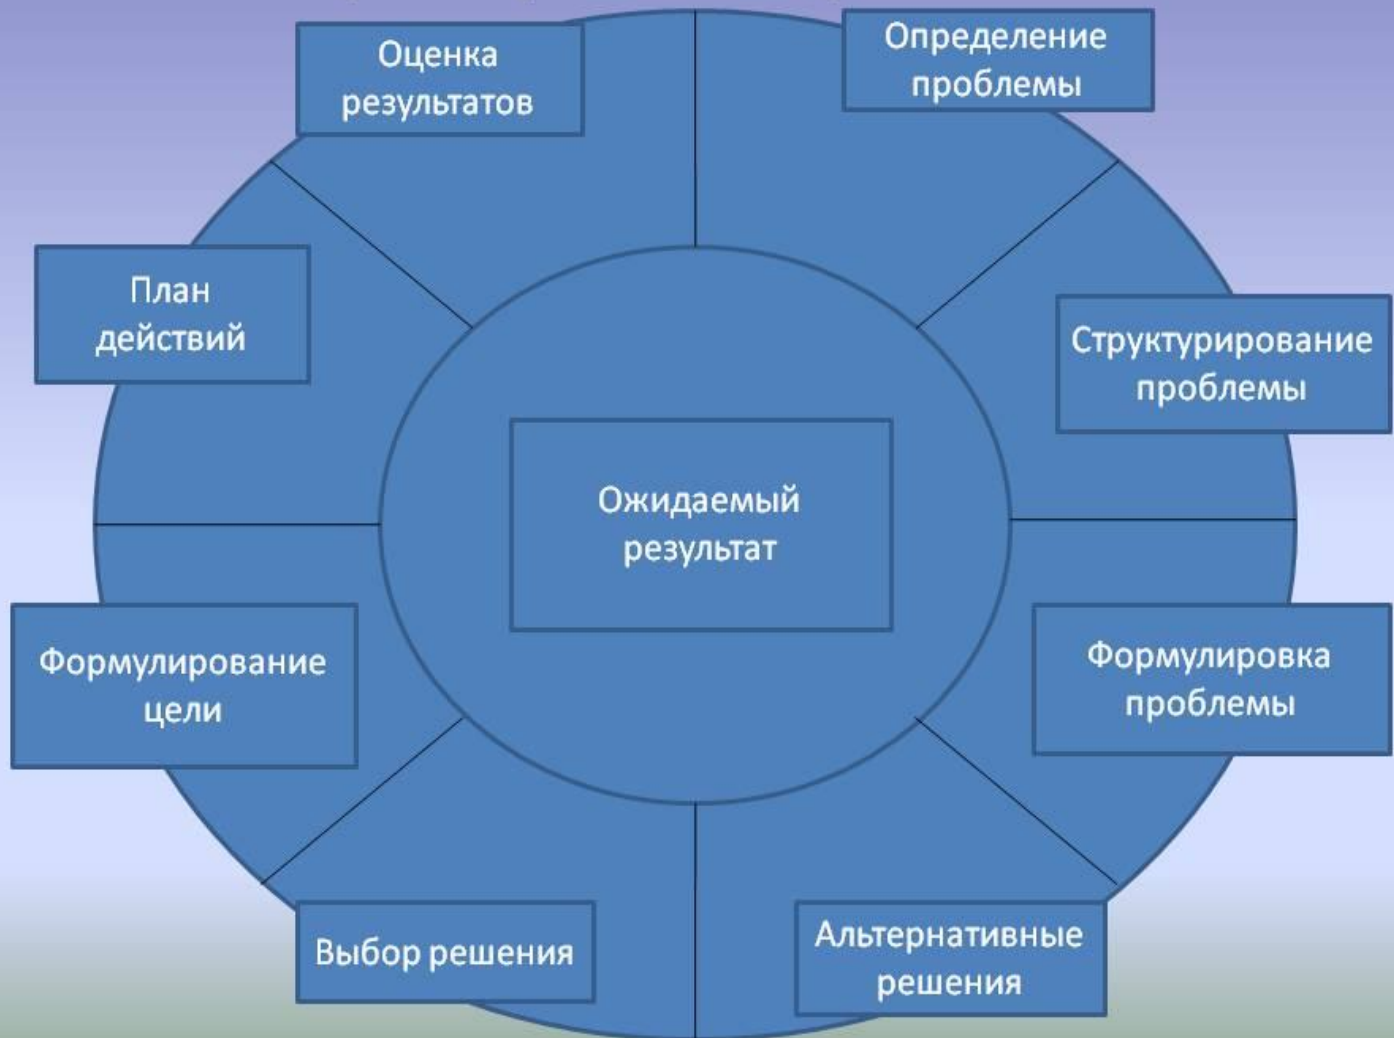 Оценка
результатов
Определение
проблемы
План
действий
Структурирование
проблемы
Ожидаемый
результат
Формулирование
цели
Формулировка
проблемы
Выбор решения
Альтернативные
решения